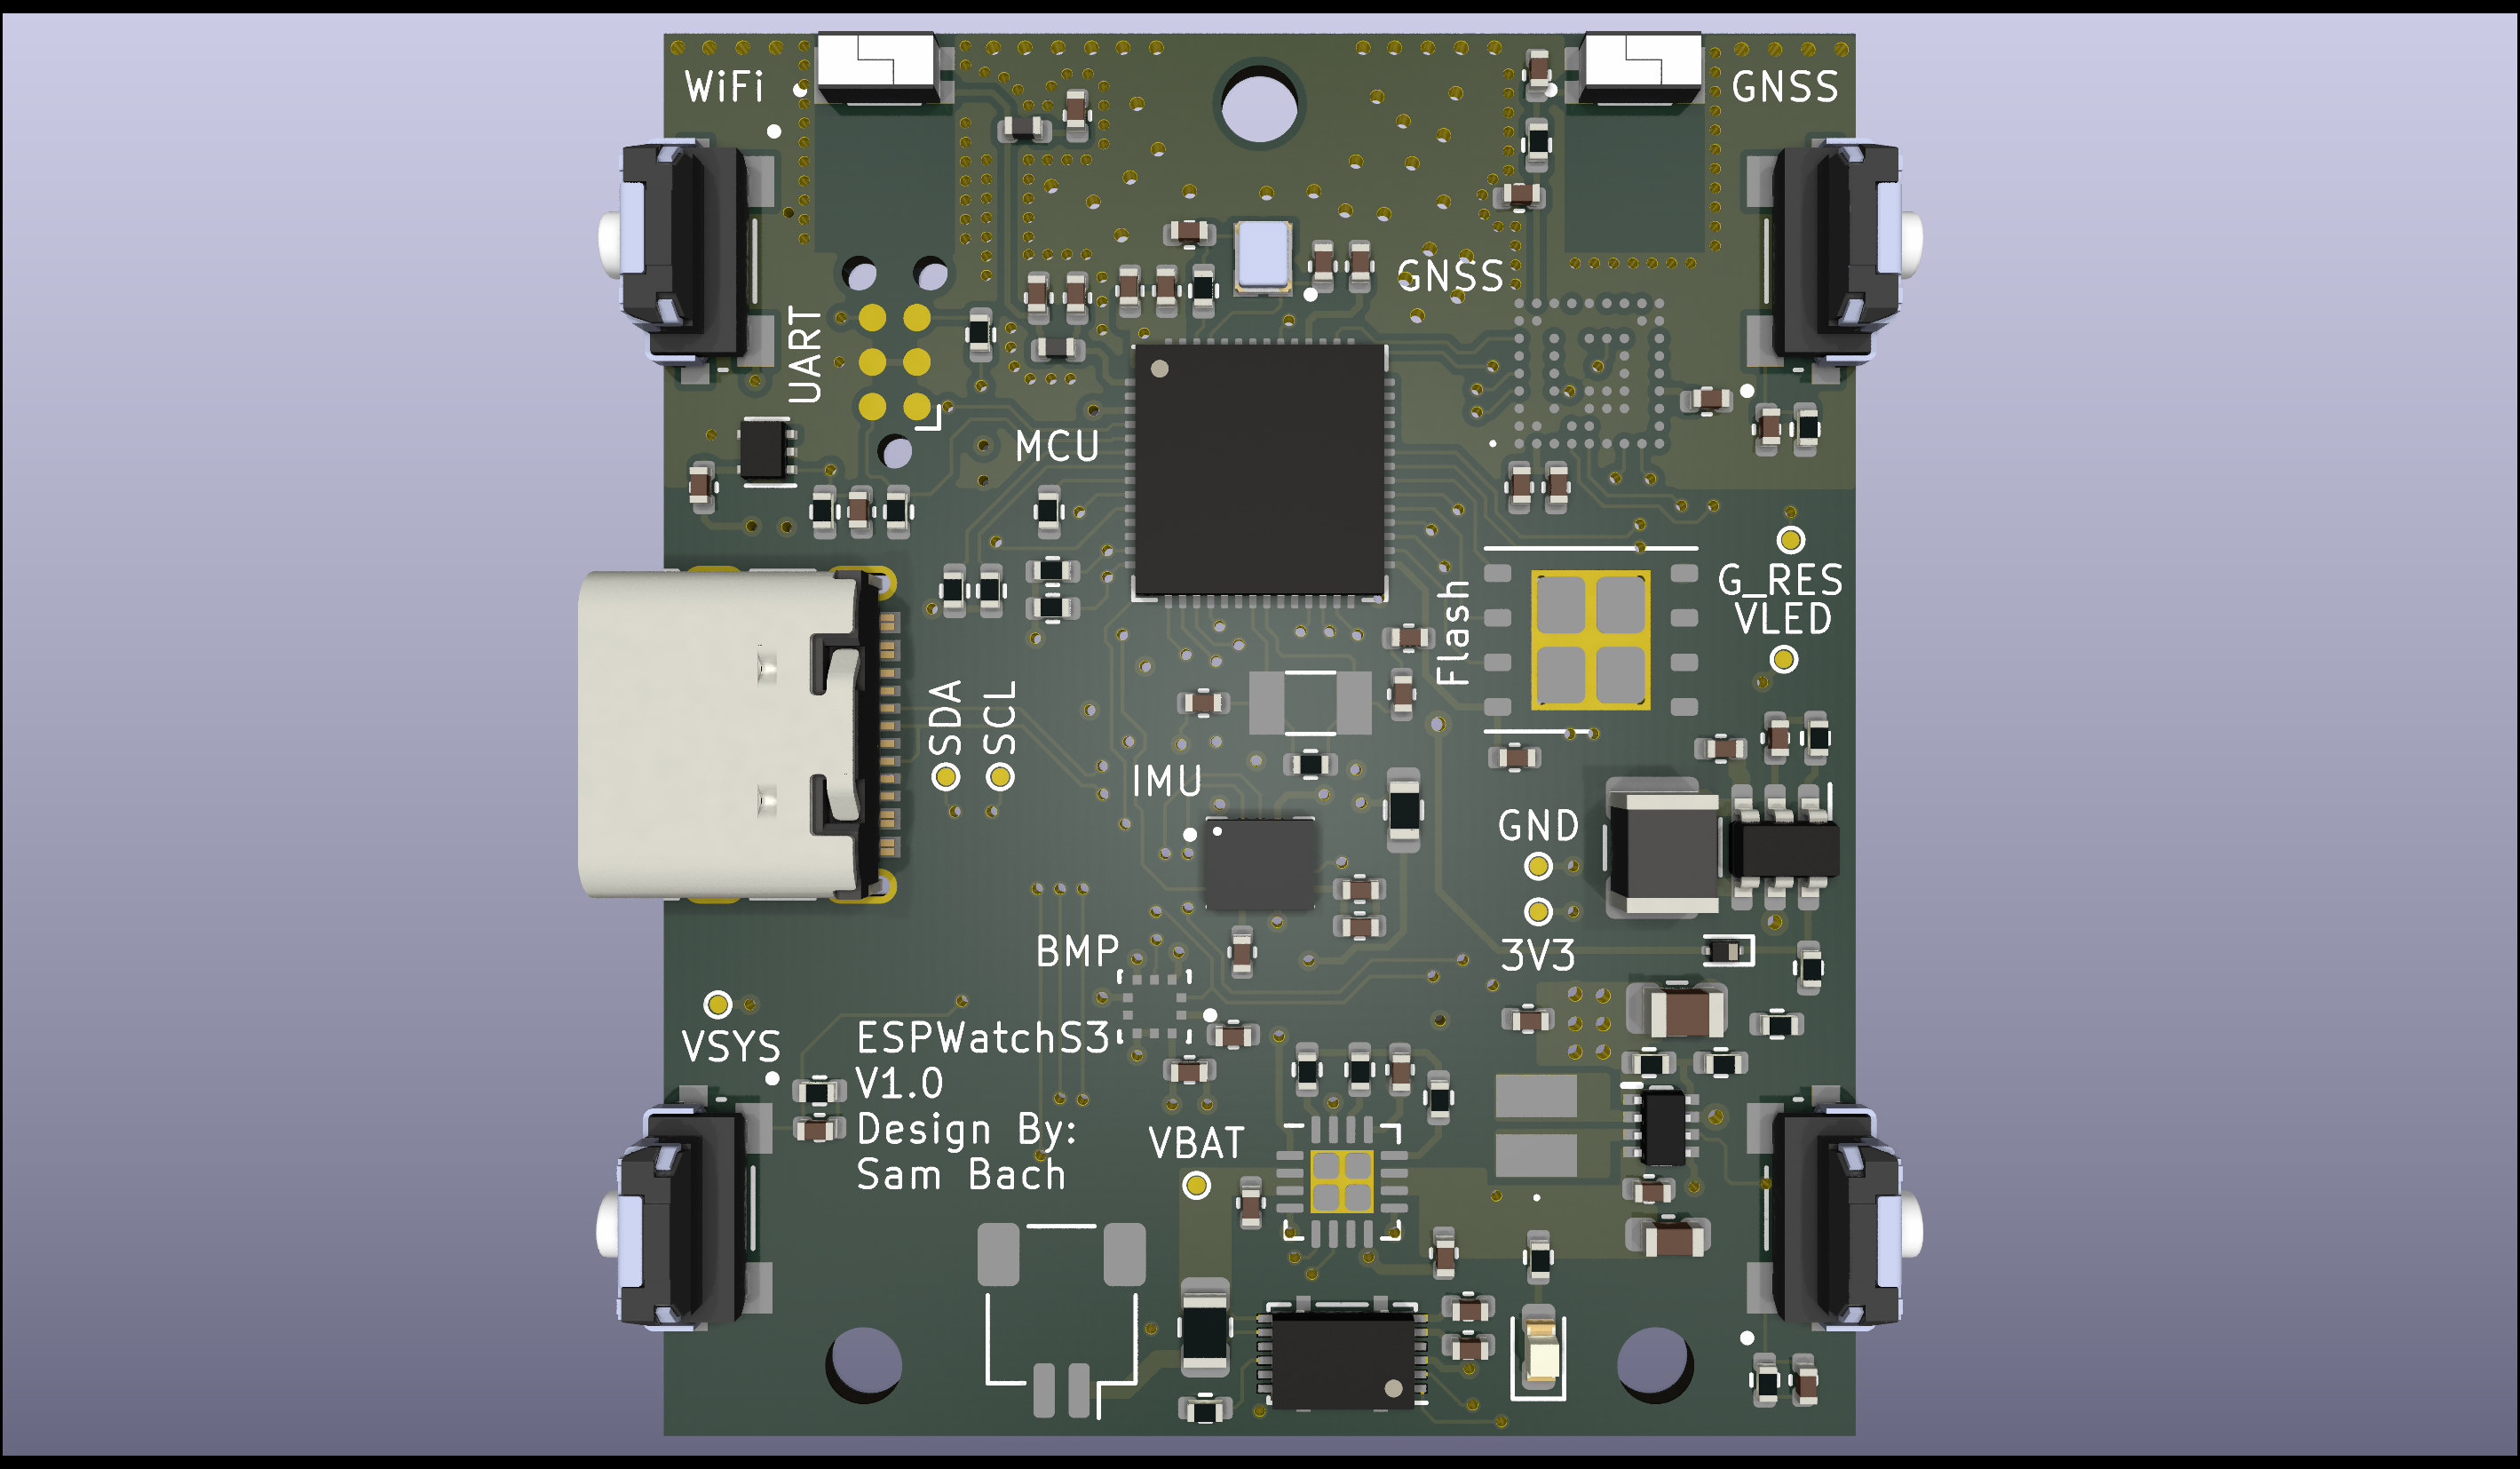 WiFi
GNSS
GNSS
UART
MCU
G_RES
VLED
Flash
SDA
SCL
IMU
GND
3V3
BMP
VSYS
ESPWatchS3
V1.0
Design By:
Sam Bach
VBAT